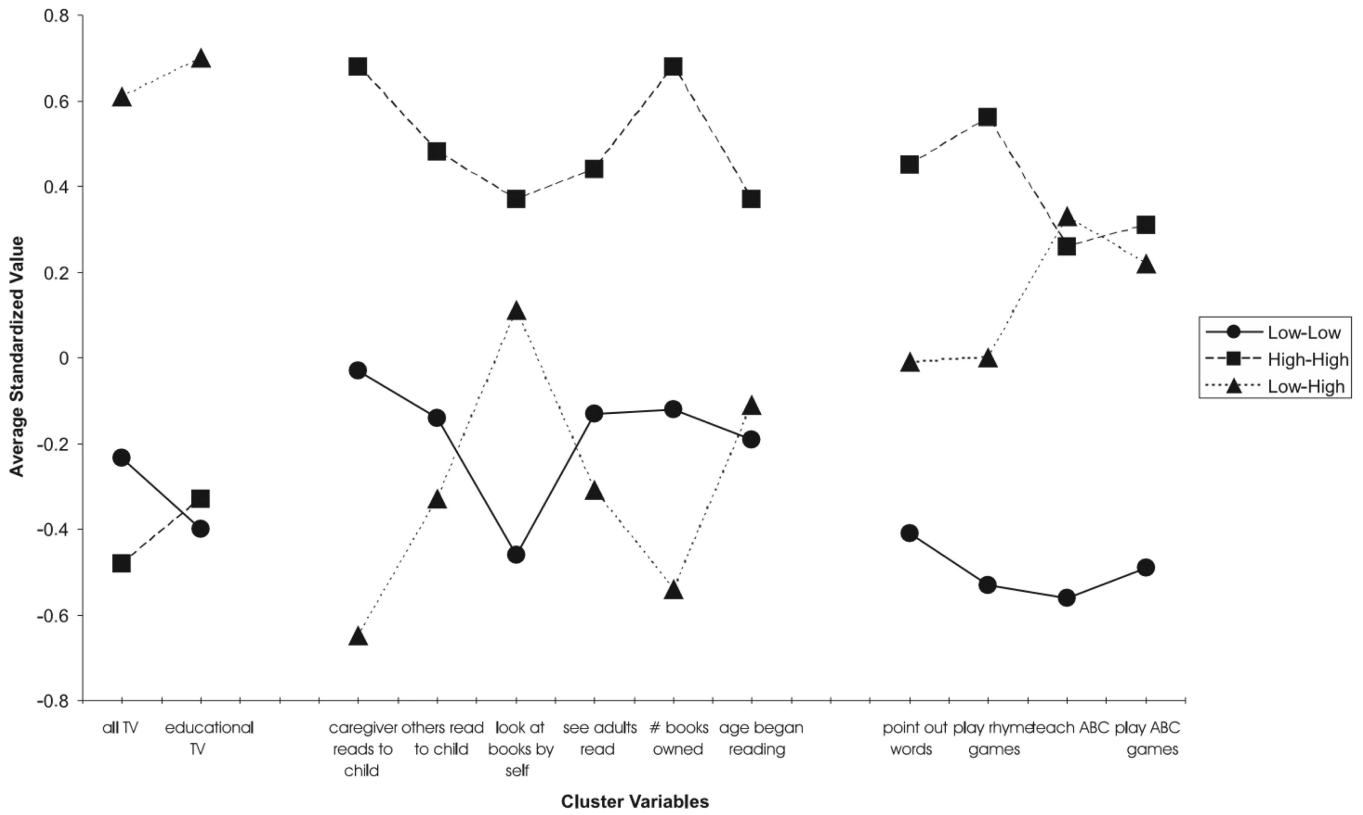 0.8
0.6
0.4
0.2
0
-0.2
-0.4
-0.6
-0.8
Average Standardized Value
all TV
educational
TV
caregiver
reads to
child
others read
to child
look at
books by
self
see adults
read
# books
owned
age began
reading
point out
words
play rhyme
games
teach ABC
play ABC
games
Cluster Variables
Low-Low
High-High
Low-High